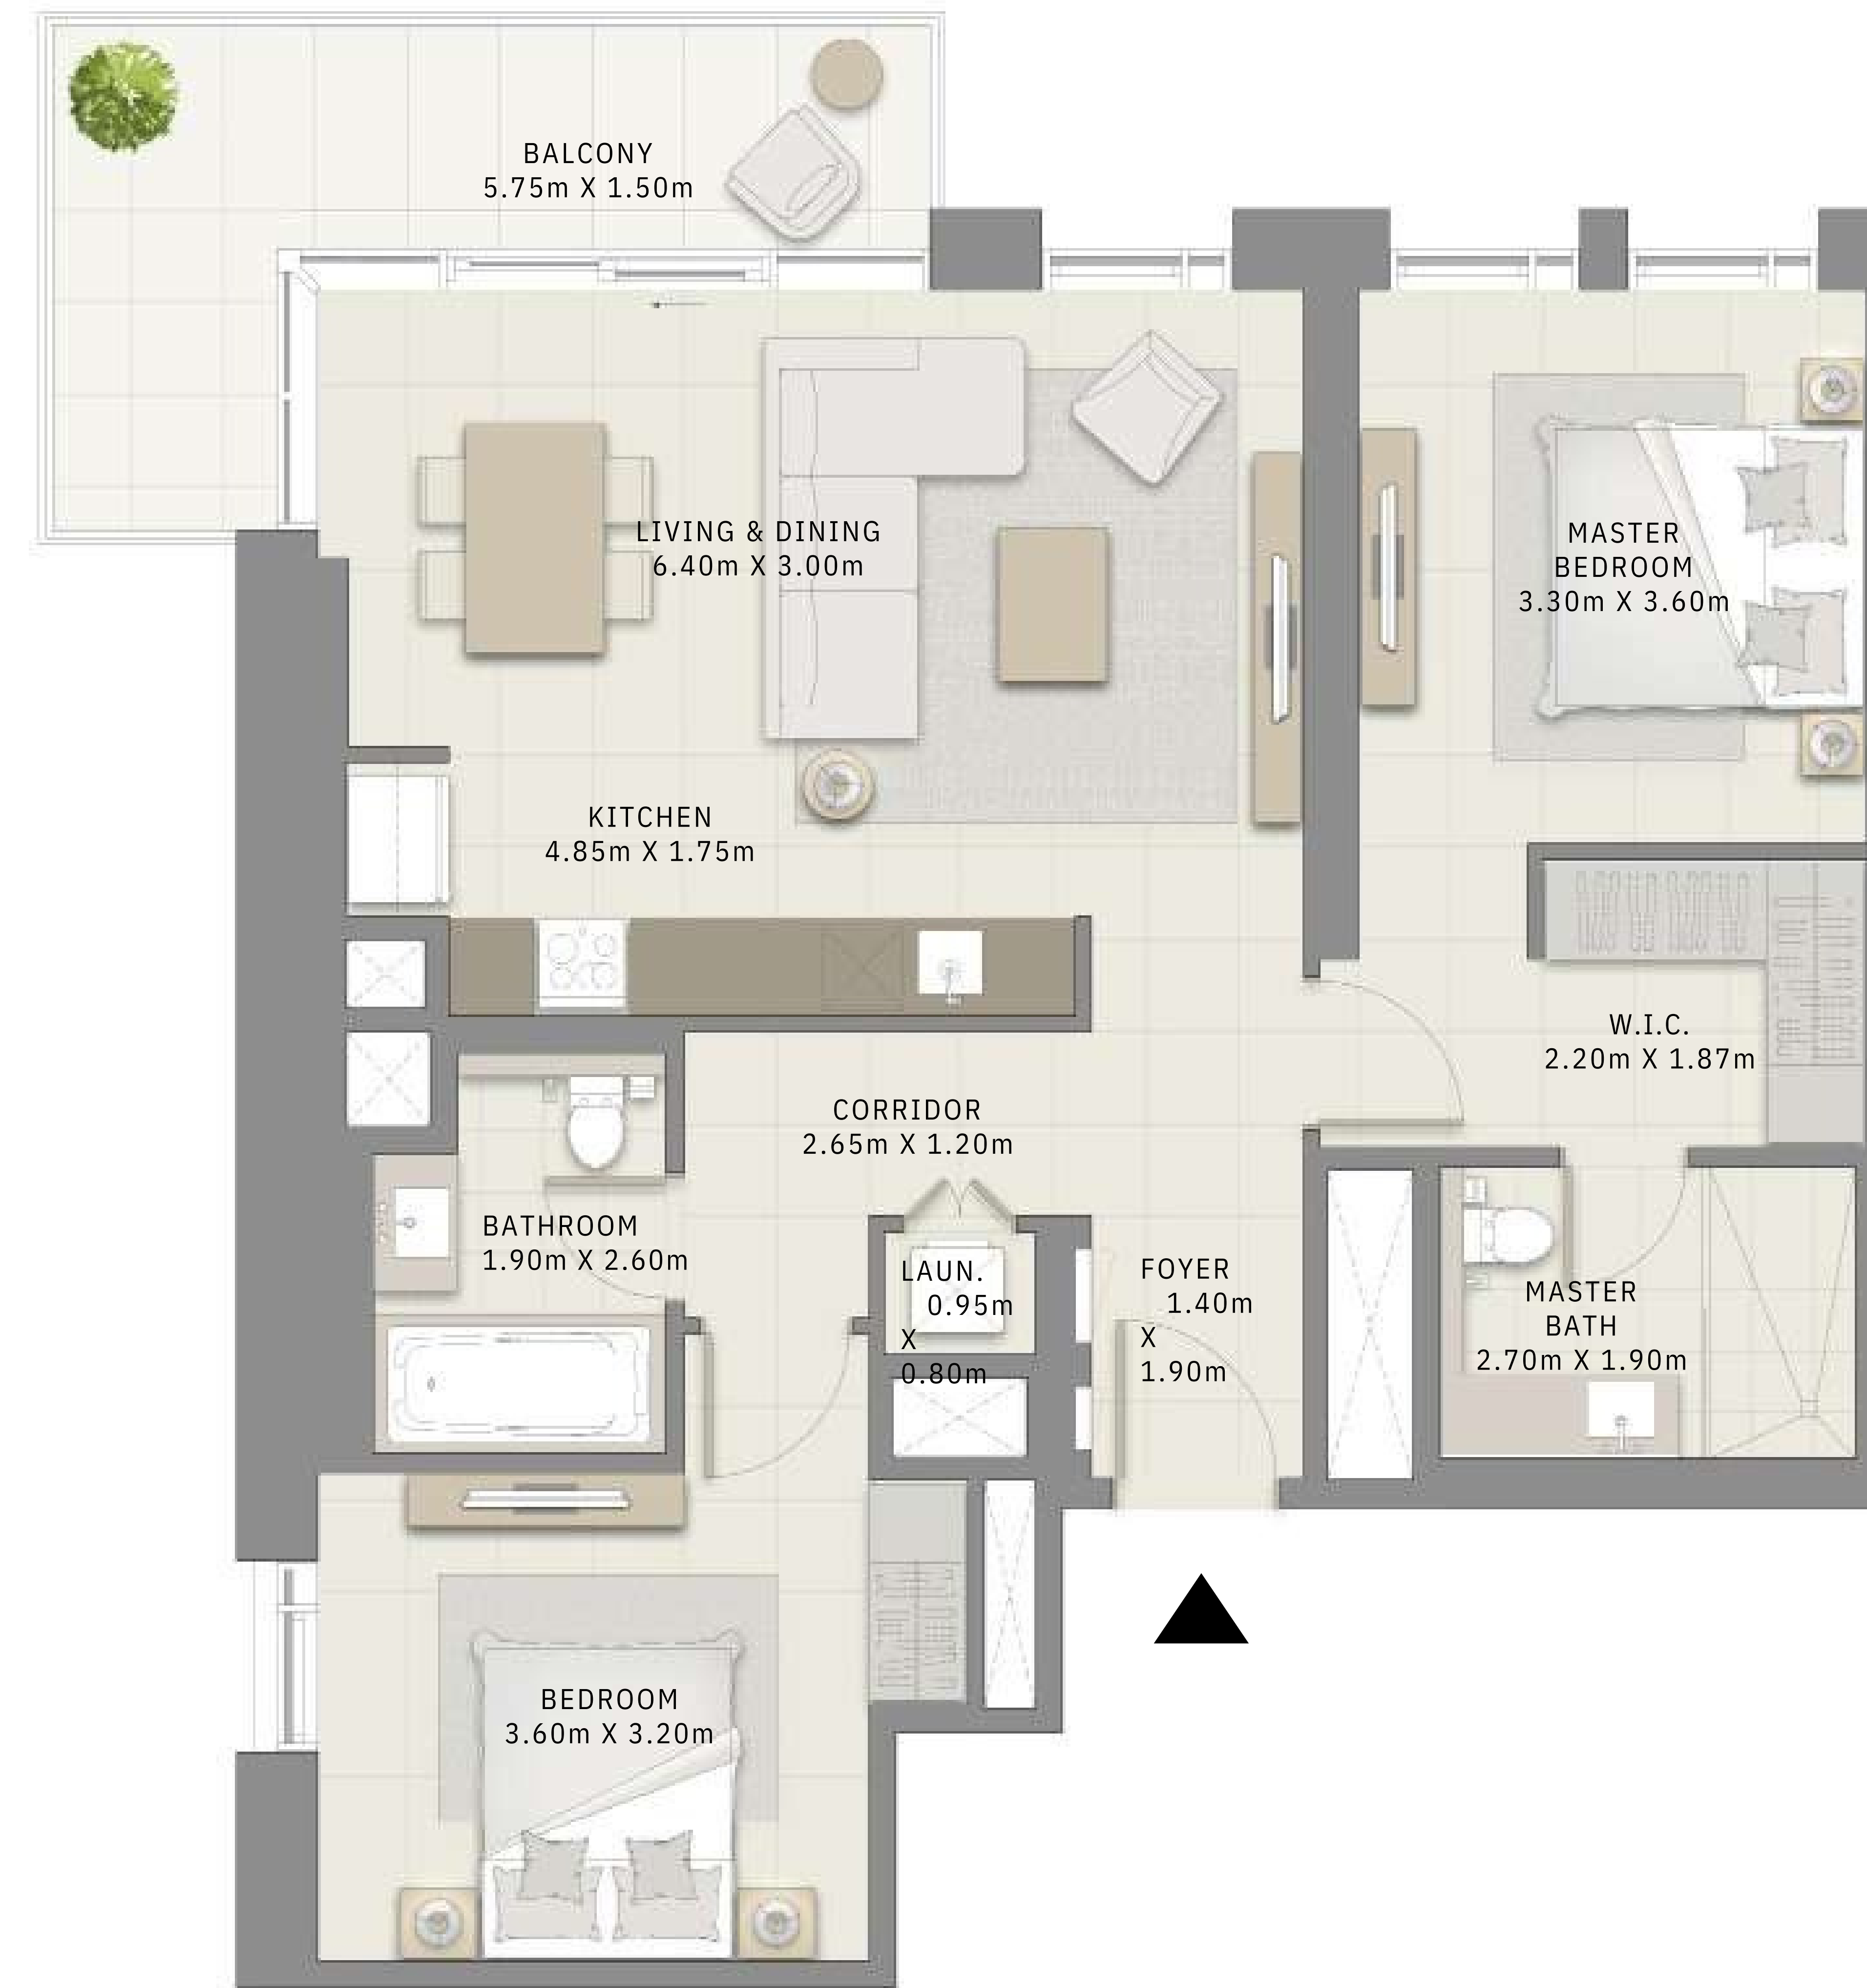 BALCONY
5.75m X 1.50m
LIVING & DINING
6.40m X 3.00m
MASTER
BEDROOM
3.30m X 3.60m
KITCHEN
4.85m X 1.75m
W.I.C.
2.20m X 1.87m
CORRIDOR
2.65m X 1.20m
BATHROOM
1.90m X 2.60m
LAUN.
0.95m
X
0.80m
FOYER
1.40m
X
1.90m
MASTER
BATH
2.70m X 1.90m
BEDROOM
3.60m X 3.20m